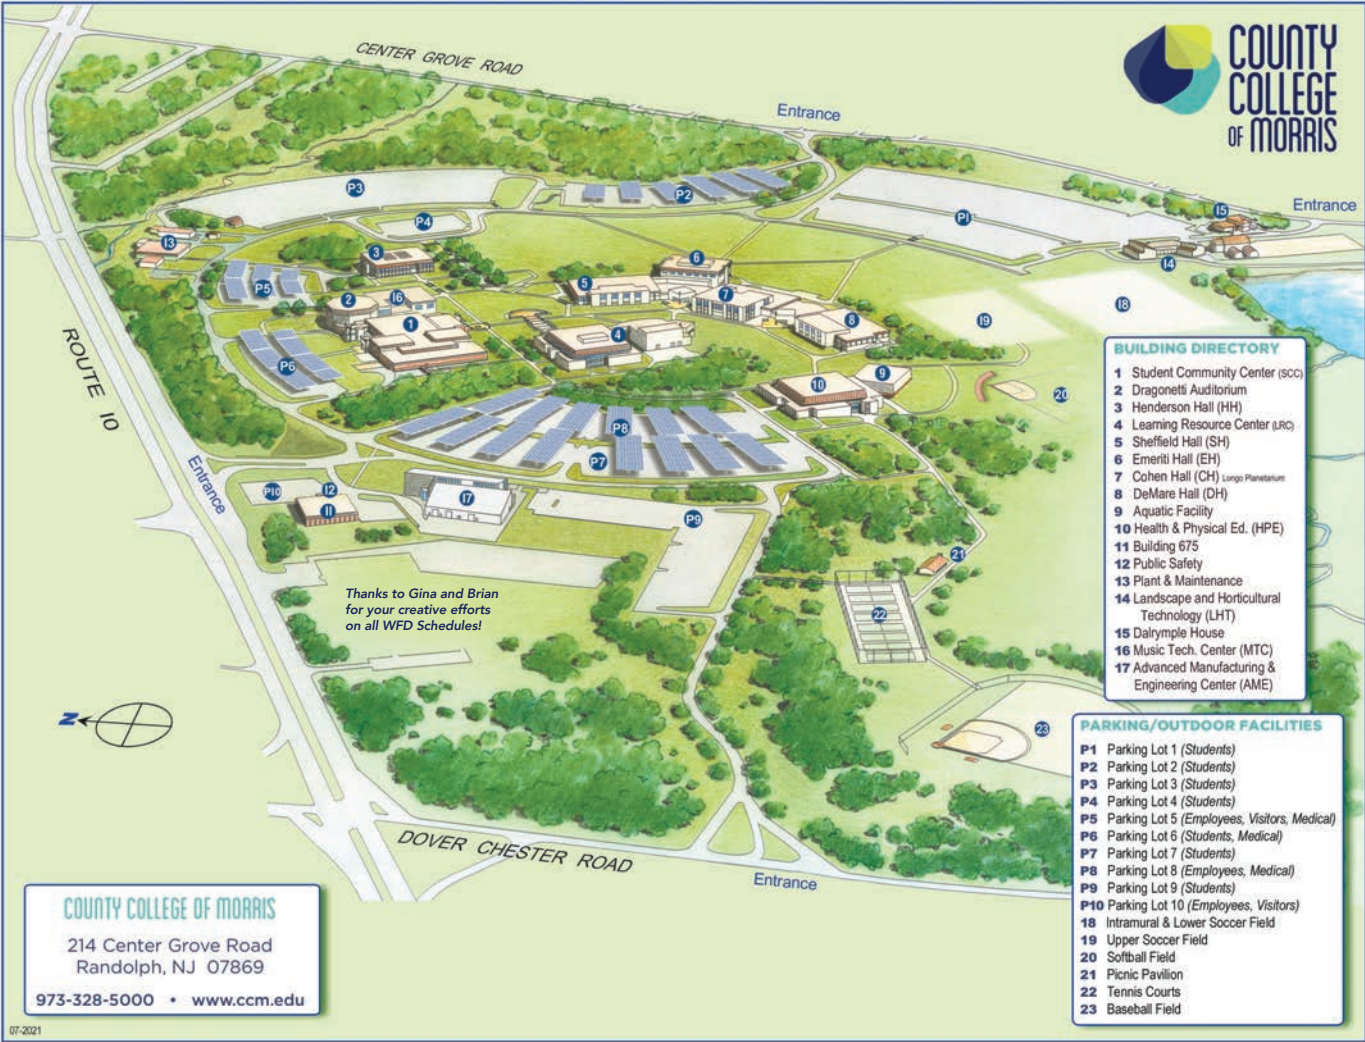 CENTER GROVE ROAD
Entrance
COUNTY
COLLEGE
OF MORRIS
Entrance
P3
P2
P4
P1
15
13
14
3
6
5
P5
2
16
7
18
1
4
8
19
P6
9
10
20
ROUTE 10
P8
P7
Entrance
P10
12
11
17
P9
21
22
23
Thanks to Gina and Brian
for your creative efforts
on all WFD Schedules!
N
DOVER CHESTER ROAD
Entrance
BUILDING DIRECTORY
1 Student Community Center (SCC)
2 Dragonetti Auditorium
3 Henderson Hall (HH)
4 Learning Resource Center (LRC)
5 Sheffield Hall (SH)
6 Emeriti Hall (EH)
7 Cohen Hall (CH) Longo Planetarium
8 DeMare Hall (DH)
9 Aquatic Facility
10 Health & Physical Ed. (HPE)
11 Building 675
12 Public Safety
13 Plant & Maintenance
14 Landscape and Horticultural
Technology (LHT)
15 Dalrymple House
16 Music Tech. Center (MTC)
17 Advanced Manufacturing &
Engineering Center (AME)
PARKING/OUTDOOR FACILITIES
P1 Parking Lot 1 (Students)
P2 Parking Lot 2 (Students)
P3 Parking Lot 3 (Students)
P4 Parking Lot 4 (Students)
P5 Parking Lot 5 (Employees, Visitors, Medical)
P6 Parking Lot 6 (Students, Medical)
P7 Parking Lot 7 (Students)
P8 Parking Lot 8 (Employees, Medical)
P9 Parking Lot 9 (Students)
P10 Parking Lot 10 (Employees, Visitors)
18 Intramural & Lower Soccer Field
19 Upper Soccer Field
20 Softball Field
21 Picnic Pavilion
22 Tennis Courts
23 Baseball Field
COUNTY COLLEGE OF MORRIS
214 Center Grove Road
Randolph, NJ 07869
973-328-5000 • www.ccm.edu
07-2021